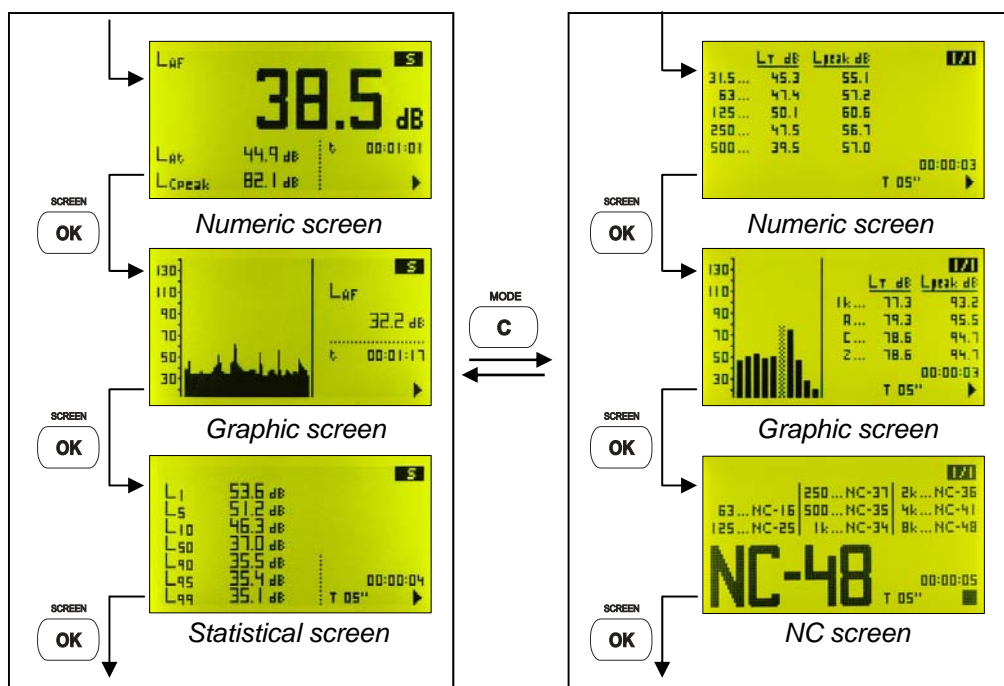 LAF S
38.5 dB
LAt 44.9 dB t 00:01:01
LCpeak 82.1 dB
SCREEN
OK
Numeric screen
S
130
110
90
70
50
30
LAF
32.2 dB
t 00:01:17
SCREEN
OK
Graphic screen
S
L1 53.6 dB
L5 51.2 dB
L10 46.3 dB
L50 37.0 dB
L90 35.5 dB
L95 35.4 dB 00:00:04
L99 35.1 dB T 05"
SCREEN
OK
Statistical screen
MODE
C
LT dB Lpeak dB 1/1
31.5... 45.3 55.1
63... 47.4 57.2
125... 50.1 60.6
250... 47.5 56.7
500... 39.5 57.0
00:00:03
T 05"
SCREEN
OK
Numeric screen
1/1
130
110
90
70
50
30
LT dB Lpeak dB
1k... 77.3 93.2
A... 79.3 95.5
C... 78.6 94.7
Z... 78.6 94.7
00:00:03
T 05"
SCREEN
OK
Graphic screen
1/1
250...NC-37 2k...NC-36
63...NC-16 500...NC-35 4k...NC-41
125...NC-25 1k...NC-34 8k...NC-48
NC-48
00:00:05
T 05"
SCREEN
OK
NC screen